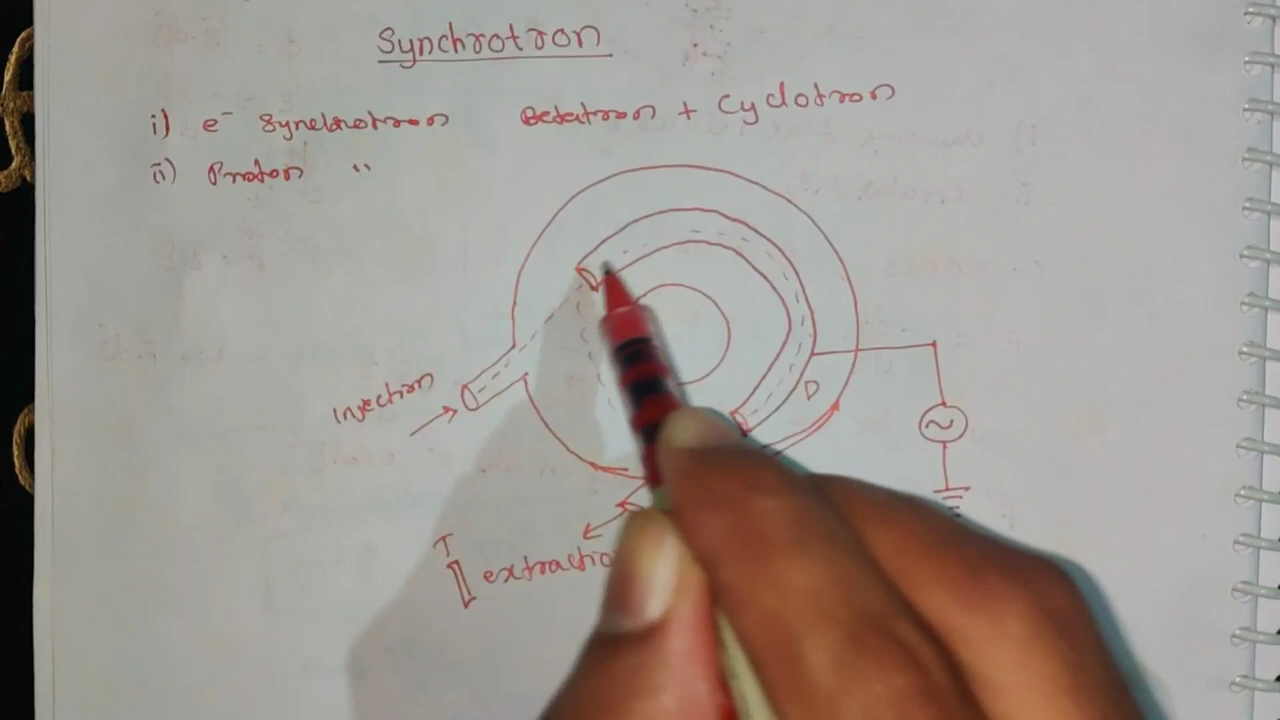 Synchrotron
i) e⁻ Synchrotron Betatron + Cyclotron
ii) Proton "
Injection
D
~
T
extractio